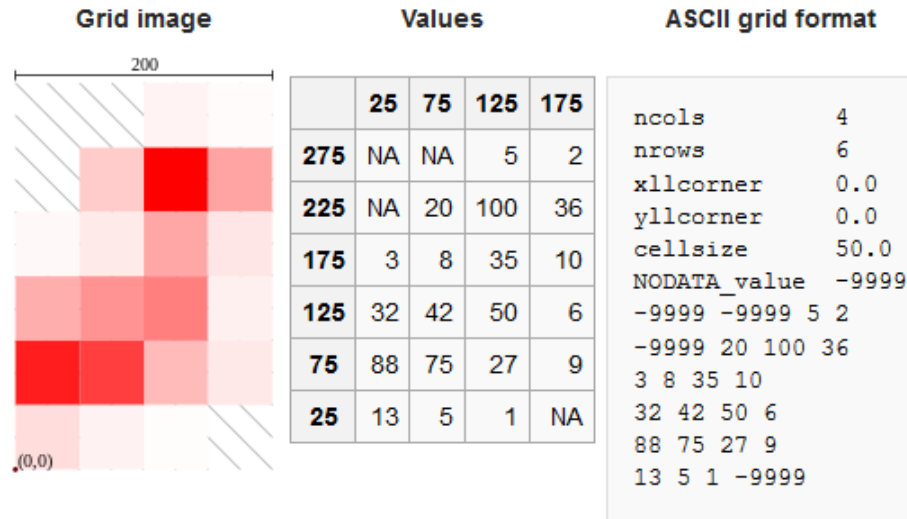 Grid image
200
(0,0)
Values
25 75 125 175
275 NA NA 5 2
225 NA 20 100 36
175 3 8 35 10
125 32 42 50 6
75 88 75 27 9
25 13 5 1 NA
ASCII grid format
ncols 4
nrows 6
xllcorner 0.0
yllcorner 0.0
cellsize 50.0
NODATA_value -9999
-9999 -9999 5 2
-9999 20 100 36
3 8 35 10
32 42 50 6
88 75 27 9
13 5 1 -9999